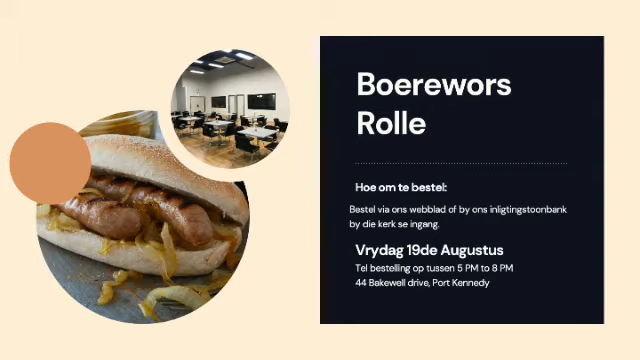 Boerewors
Rolle
Hoe om te bestel:
Bestel via ons webblad of by ons inligtingstoonbank
by die kerk se ingang.
Vrydag 19de Augustus
Tel bestelling op tussen 5 PM to 8 PM
44 Bakewell drive, Port Kennedy